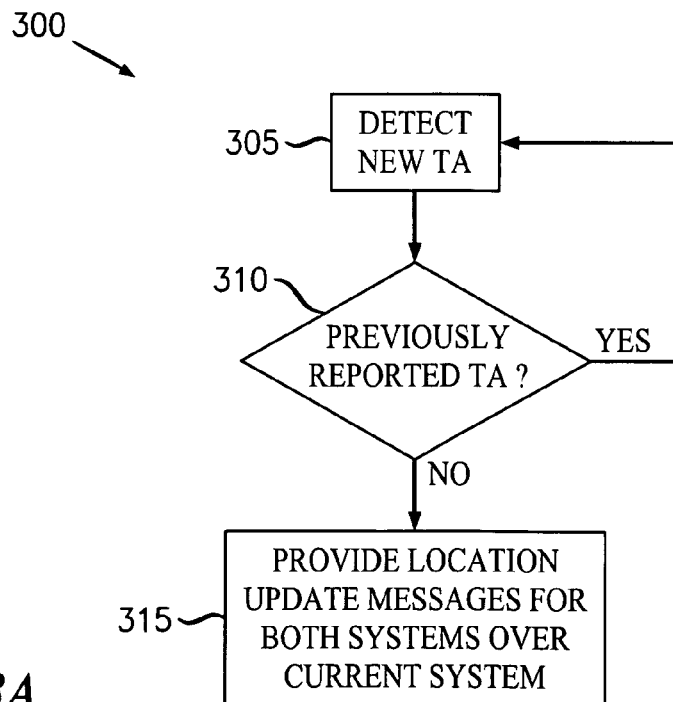 300
305
DETECT
NEW TA
310
PREVIOUSLY
REPORTED TA ?
YES
NO
315
PROVIDE LOCATION
UPDATE MESSAGES FOR
BOTH SYSTEMS OVER
CURRENT SYSTEM
3A